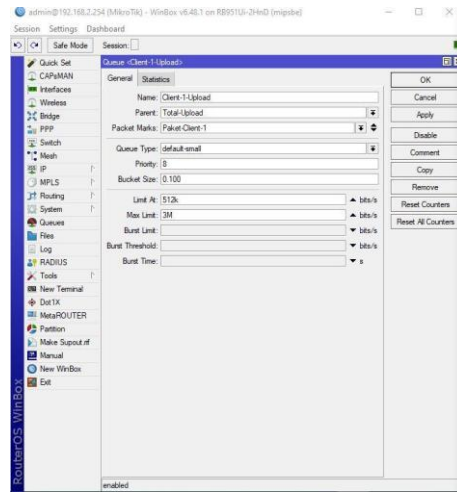 admin@192.168.2.254 (MikroTik) - WinBox v6.48.1 on RB951Ui-2HnD (mipsbe)
Session Settings Dashboard
Safe Mode Session:
Quick Set
CAPsMAN
Interfaces
Wireless
Bridge
PPP
Switch
Mesh
IP
MPLS
Routing
System
Queues
Files
Log
RADIUS
Tools
New Terminal
Dot1X
MetaROUTER
Partition
Make Supout.rif
Manual
New WinBox
Exit
RouterOS WinBox
Queue <Client-1-Upload>
General Statistics
Name: Client-1-Upload
Parent: Total-Upload
Packet Marks: Paket-Client-1
Queue Type: default-small
Priority: 8
Bucket Size: 0.100
Limit At: 512k bits/s
Max Limit: 3M bits/s
Burst Limit: bits/s
Burst Threshold: bits/s
Burst Time: s
OK
Cancel
Apply
Disable
Comment
Copy
Remove
Reset Counters
Reset All Counters
enabled